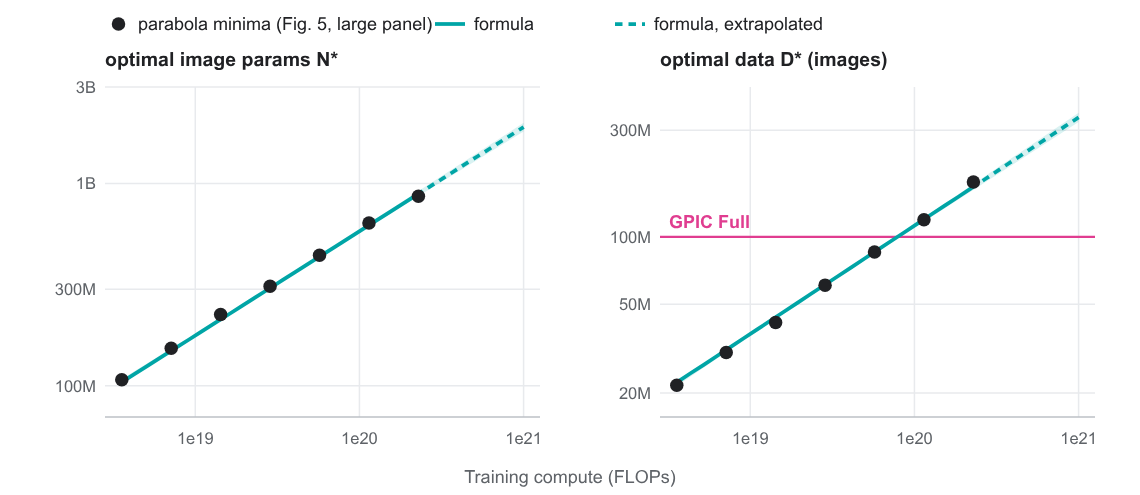 parabola minima (Fig. 5, large panel) formula formula, extrapolated
optimal image params N*
3B
1B
300M
100M
1e19 1e20 1e21
optimal data D* (images)
300M
GPIC Full
100M
50M
20M
1e19 1e20 1e21
Training compute (FLOPs)